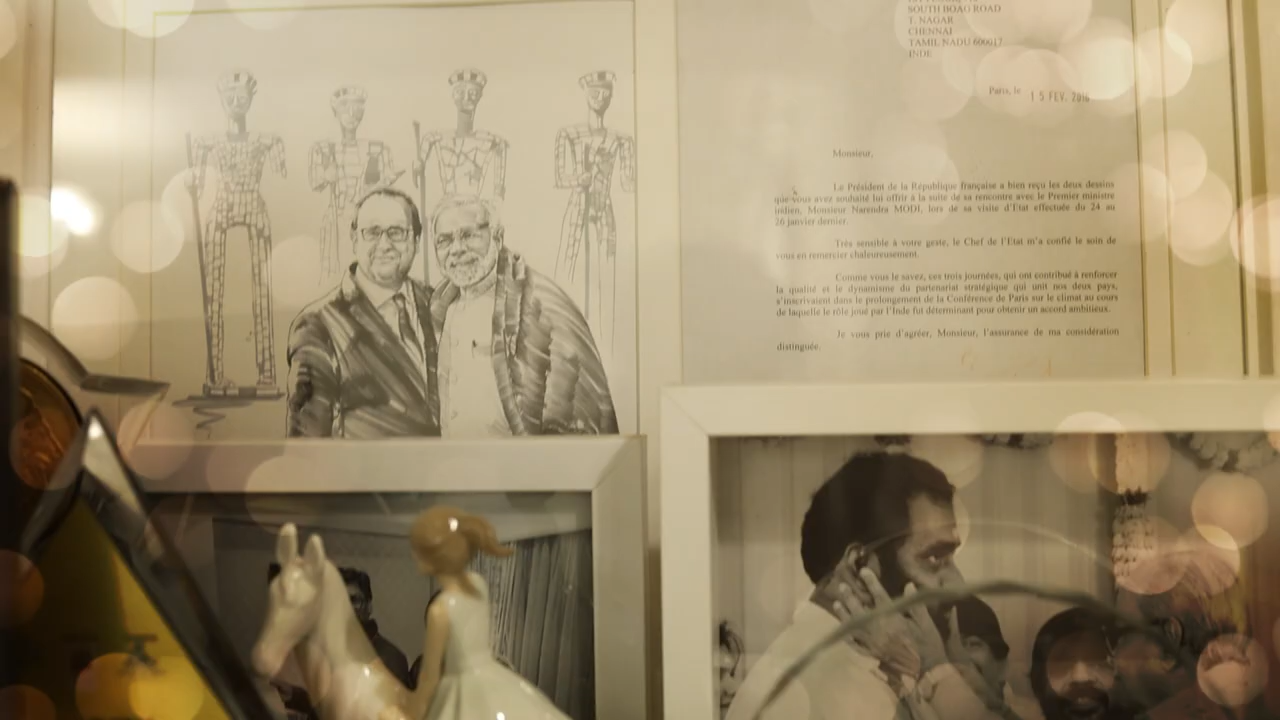 SOUTH BOAG ROAD
T. NAGAR
CHENNAI
TAMIL NADU 600017
INDE
Paris, le 15 FEV. 2016
Monsieur,
Le Président de la République française a bien reçu les deux dessins
que vous avez souhaité lui offrir à la suite de sa rencontre avec le Premier ministre
indien, Monsieur Narendra MODI, lors de sa visite d'Etat effectuée du 24 au
26 janvier dernier.
Très sensible à votre geste, le Chef de l'Etat m'a confié le soin de
vous en remercier chaleureusement.
Comme vous le savez, ces trois journées, qui ont contribué à renforcer
la qualité et le dynamisme du partenariat stratégique qui unit nos deux pays,
s'inscrivaient dans le prolongement de la Conférence de Paris sur le climat au cours
de laquelle le rôle joué par l'Inde fut déterminant pour obtenir un accord ambitieux.
Je vous prie d'agréer, Monsieur, l'assurance de ma considération
distinguée.